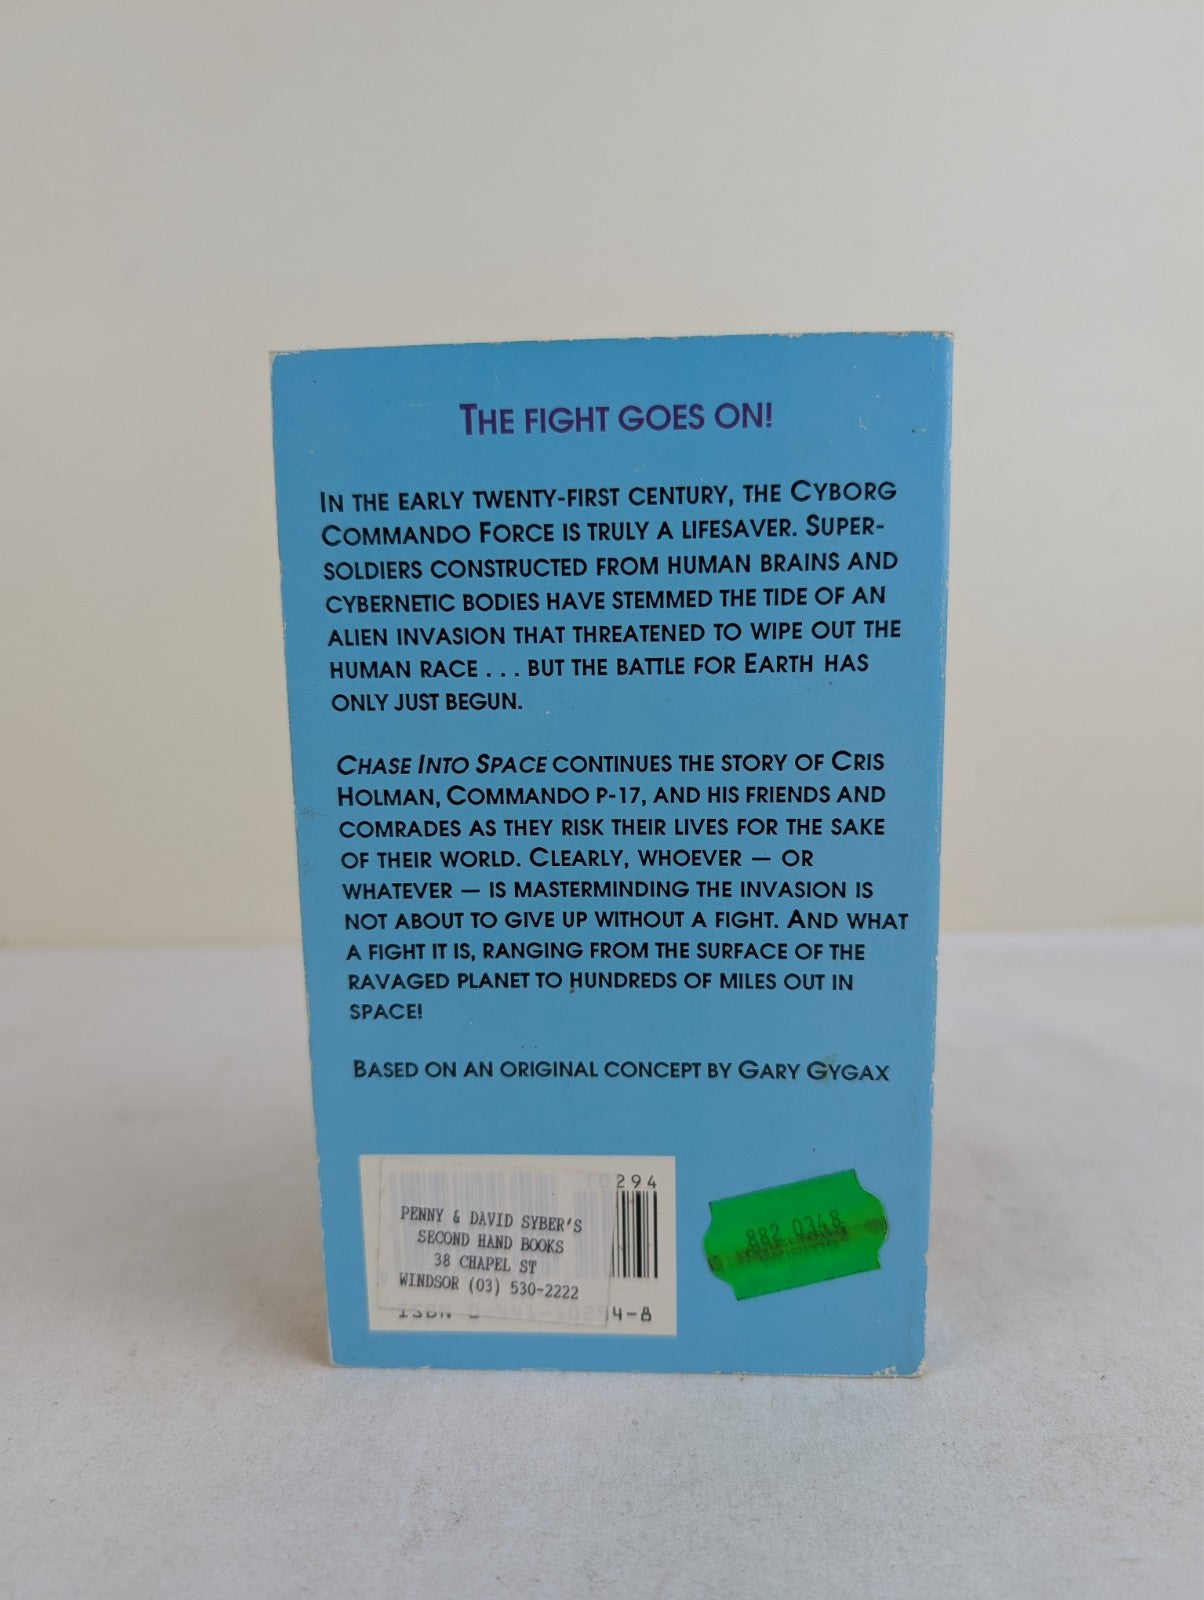 THE FIGHT GOES ON!
IN THE EARLY TWENTY-FIRST CENTURY, THE CYBORG
COMMANDO FORCE IS TRULY A LIFESAVER. SUPER-
SOLDIERS CONSTRUCTED FROM HUMAN BRAINS AND
CYBERNETIC BODIES HAVE STEMMED THE TIDE OF AN
ALIEN INVASION THAT THREATENED TO WIPE OUT THE
HUMAN RACE . . . BUT THE BATTLE FOR EARTH HAS
ONLY JUST BEGUN.
CHASE INTO SPACE CONTINUES THE STORY OF CRIS
HOLMAN, COMMANDO P-17, AND HIS FRIENDS AND
COMRADES AS THEY RISK THEIR LIVES FOR THE SAKE
OF THEIR WORLD. CLEARLY, WHOEVER — OR
WHATEVER — IS MASTERMINDING THE INVASION IS
NOT ABOUT TO GIVE UP WITHOUT A FIGHT. AND WHAT
A FIGHT IT IS, RANGING FROM THE SURFACE OF THE
RAVAGED PLANET TO HUNDREDS OF MILES OUT IN
SPACE!
BASED ON AN ORIGINAL CONCEPT BY GARY GYGAX
294
PENNY & DAVID SYBER'S
SECOND HAND BOOKS
38 CHAPEL ST
WINDSOR (03) 530-2222
4-8
882 0348